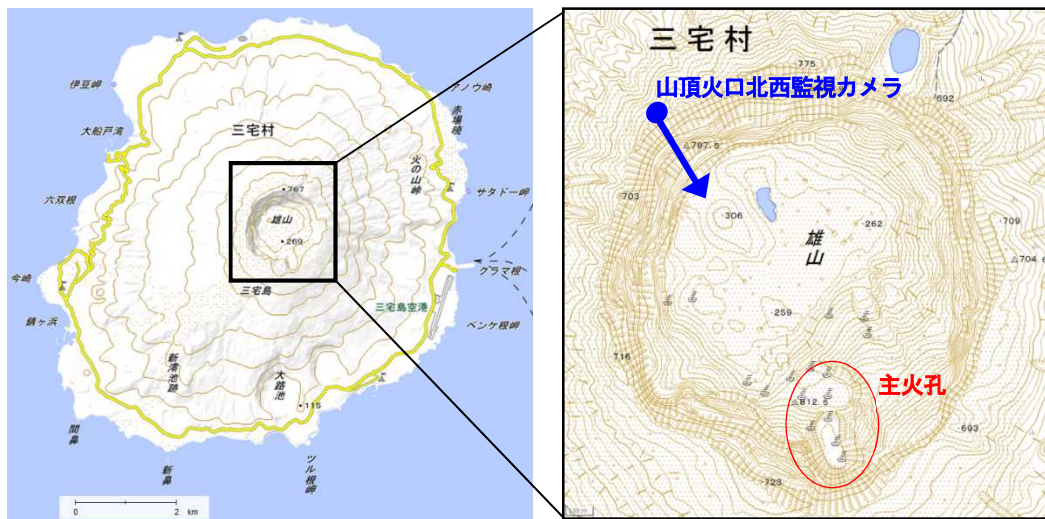 伊豆岬
大船戸湾
六双根
今崎
錆ヶ浜
間鼻
新鼻
新澪池跡
三宅村
767
雄山
269
三宅島
大路池
115
ツル根岬
火の山峠
赤場暁
サタドー岬
グラマ根
三宅島空港
ベンケ根岬
0 2 km
三宅村
775
山頂火口北西監視カメラ
692
797.5
703
306
262
709
704.6
雄山
259
716
812.5
主火孔
693
723
100 m